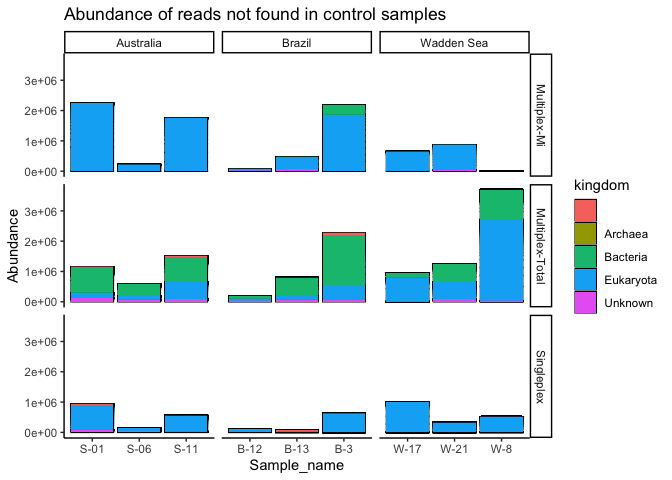 Abundance of reads not found in control samples
Australia
Brazil
Wadden Sea
3e+06
2e+06
1e+06
0e+00
Multiplex-Mi
3e+06
2e+06
1e+06
0e+00
Multiplex-Total
3e+06
2e+06
1e+06
0e+00
Singleplex
Abundance
S-01
S-06
S-11
B-12
B-13
B-3
W-17
W-21
W-8
Sample_name
kingdom
Archaea
Bacteria
Eukaryota
Unknown